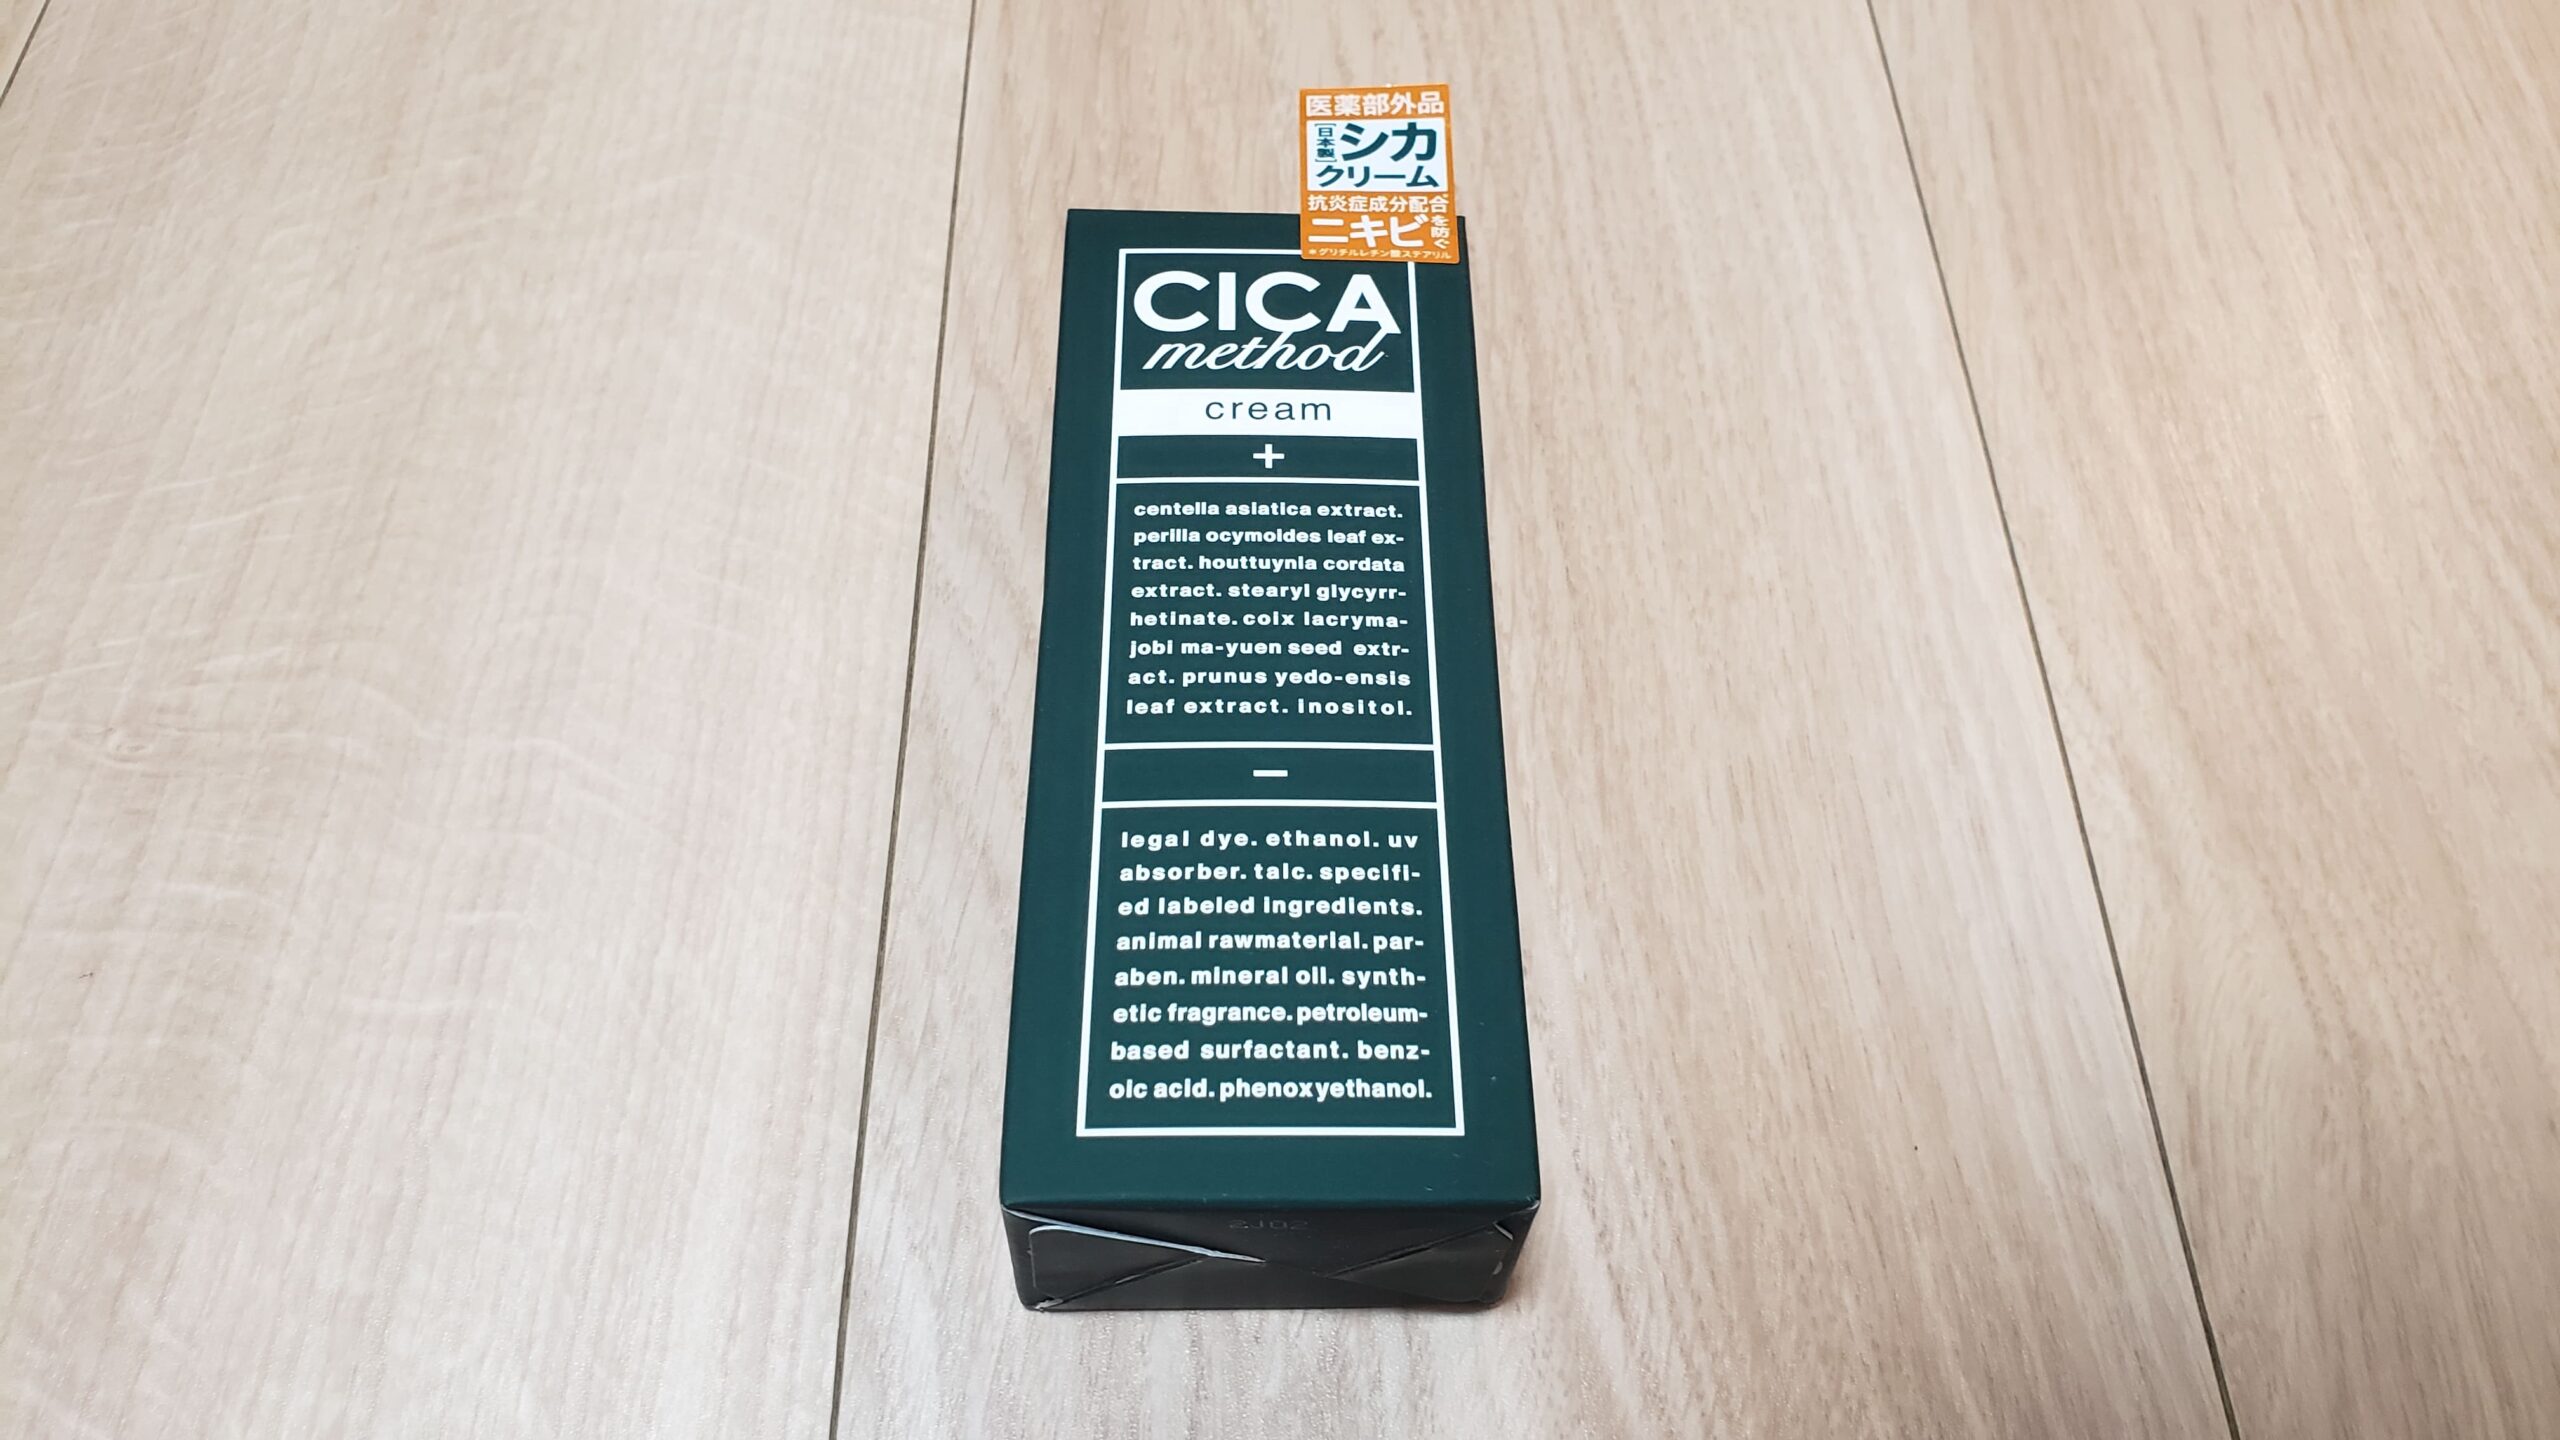 医薬部外品
[日本製]シカ
クリーム
抗炎症成分配合*
ニキビを防ぐ
*グリチルレチン酸ステアリル
CICA
method
cream
+
centella asiatica extract.
perilla ocymoides leaf ex-
tract. houttuynia cordata
extract. stearyl glycyrr-
hetinate. coix lacryma-
jobi ma-yuen seed extr-
act. prunus yedo-ensis
leaf extract. inositol.
−
legal dye. ethanol. uv
absorber. talc. specifi-
ed labeled ingredients.
animal rawmaterial. par-
aben. mineral oil. synth-
etic fragrance. petroleum-
based surfactant. benz-
oic acid. phenoxyethanol.
2J02